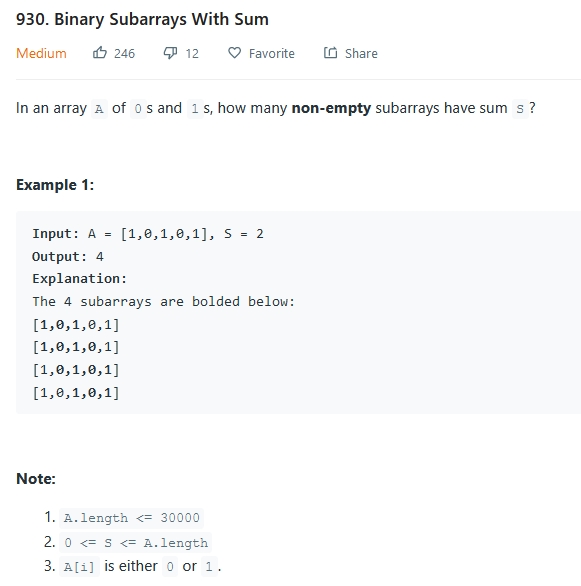 930. Binary Subarrays With Sum
Medium 246 12 Favorite Share
In an array A of 0 s and 1 s, how many non-empty subarrays have sum S ?
Example 1:
Input: A = [1,0,1,0,1], S = 2
Output: 4
Explanation:
The 4 subarrays are bolded below:
[1,0,1,0,1]
[1,0,1,0,1]
[1,0,1,0,1]
[1,0,1,0,1]
Note:
1. A.length <= 30000
2. 0 <= S <= A.length
3. A[i] is either 0 or 1 .